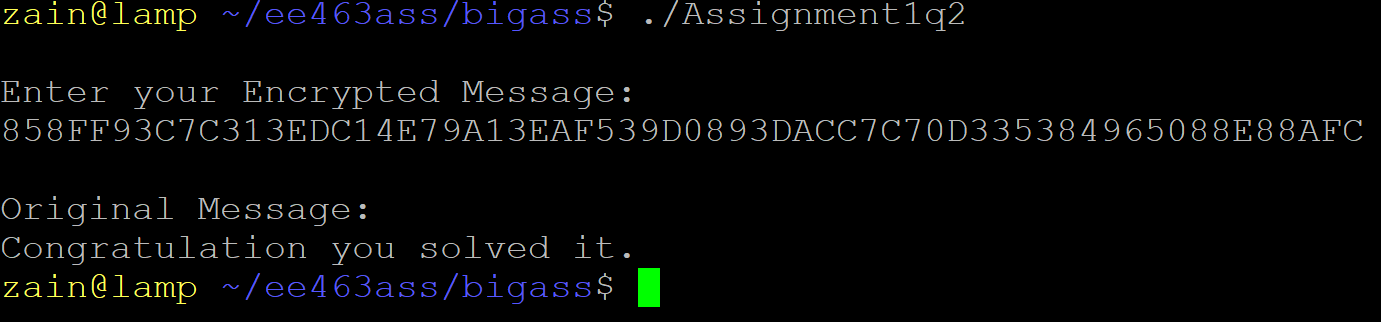 zain@lamp ~/ee463ass/bigass$ ./Assignment1q2
Enter your Encrypted Message:
858FF93C7C313EDC14E79A13EAF539D0893DACC7C70D335384965088E88AFC
Original Message:
Congratulation you solved it.
zain@lamp ~/ee463ass/bigass$